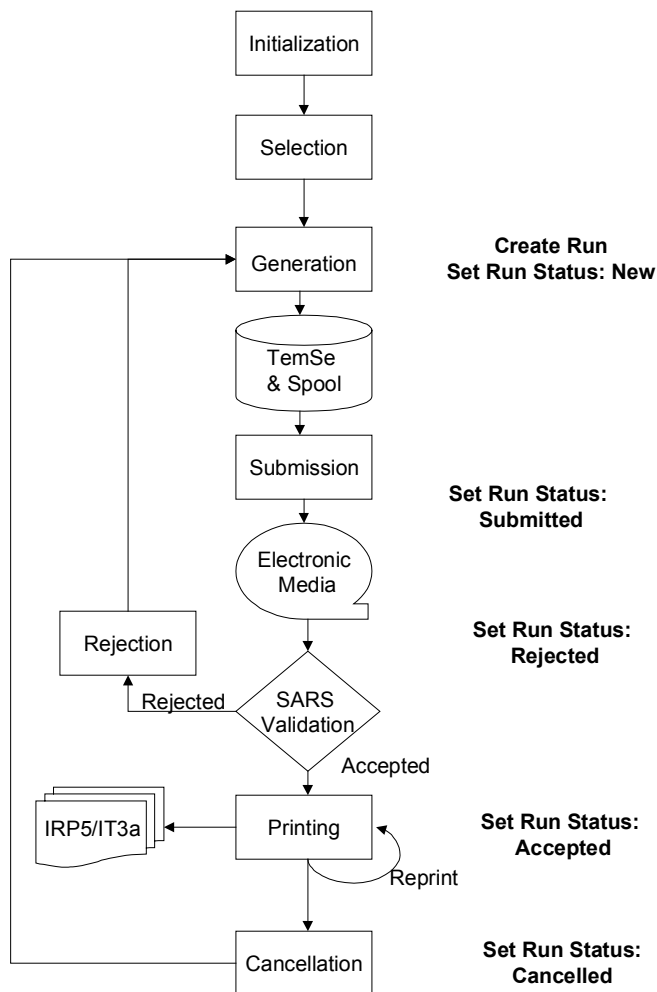 Initialization
Selection
Generation
Create Run
Set Run Status: New
TemSe
& Spool
Submission
Set Run Status:
Submitted
Electronic
Media
Set Run Status:
Rejected
Rejection
Rejected
SARS
Validation
Accepted
IRP5/IT3a
Printing
Set Run Status:
Accepted
Reprint
Cancellation
Set Run Status:
Cancelled